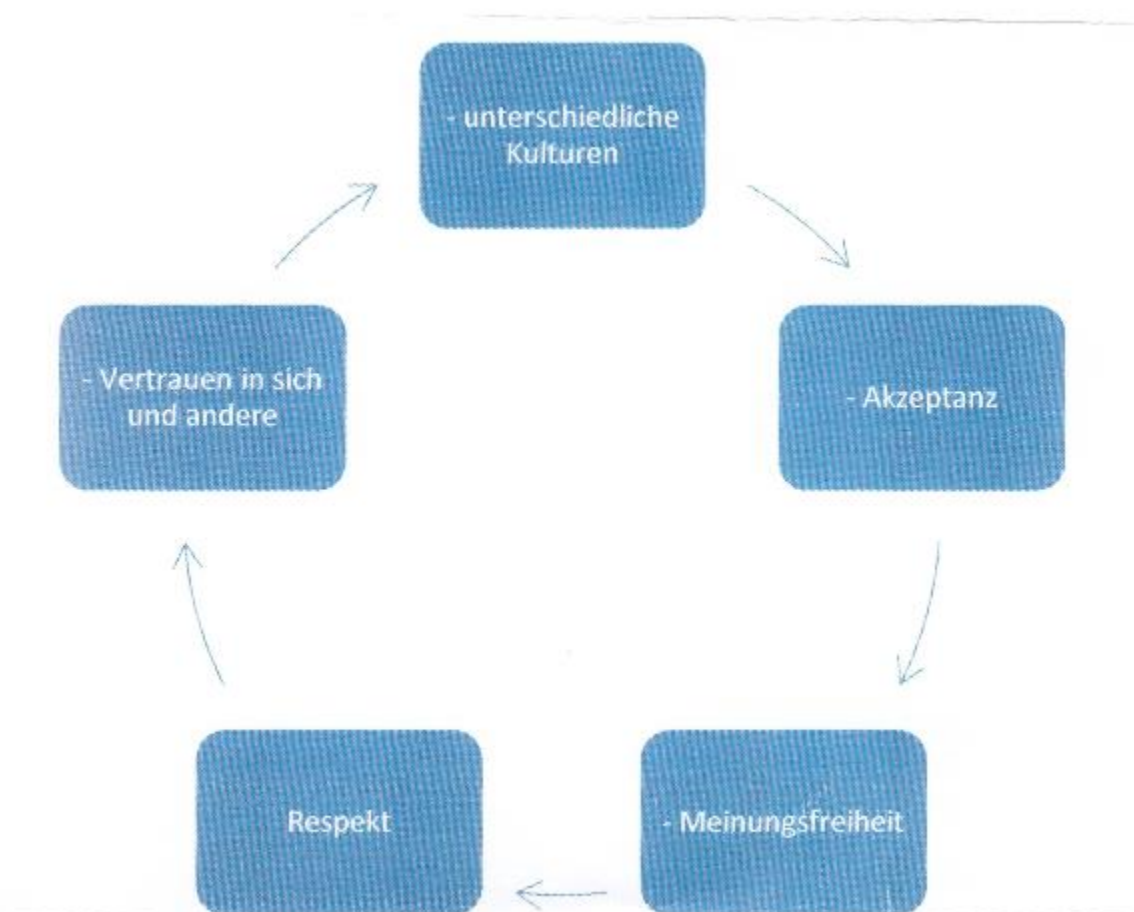 - unterschiedliche
Kulturen
- Akzeptanz
- Meinungsfreiheit
Respekt
- Vertrauen in sich
und andere